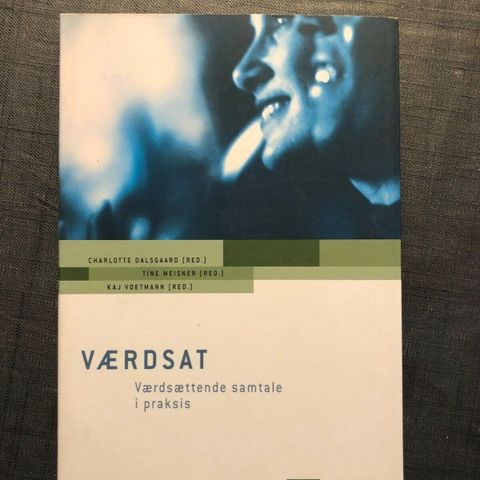 CHARLOTTE DALSGAARD (RED.)
TINE MEISNER (RED.)
KAJ VOETMANN (RED.)
VÆRDSAT
Værdsættende samtale
i praksis